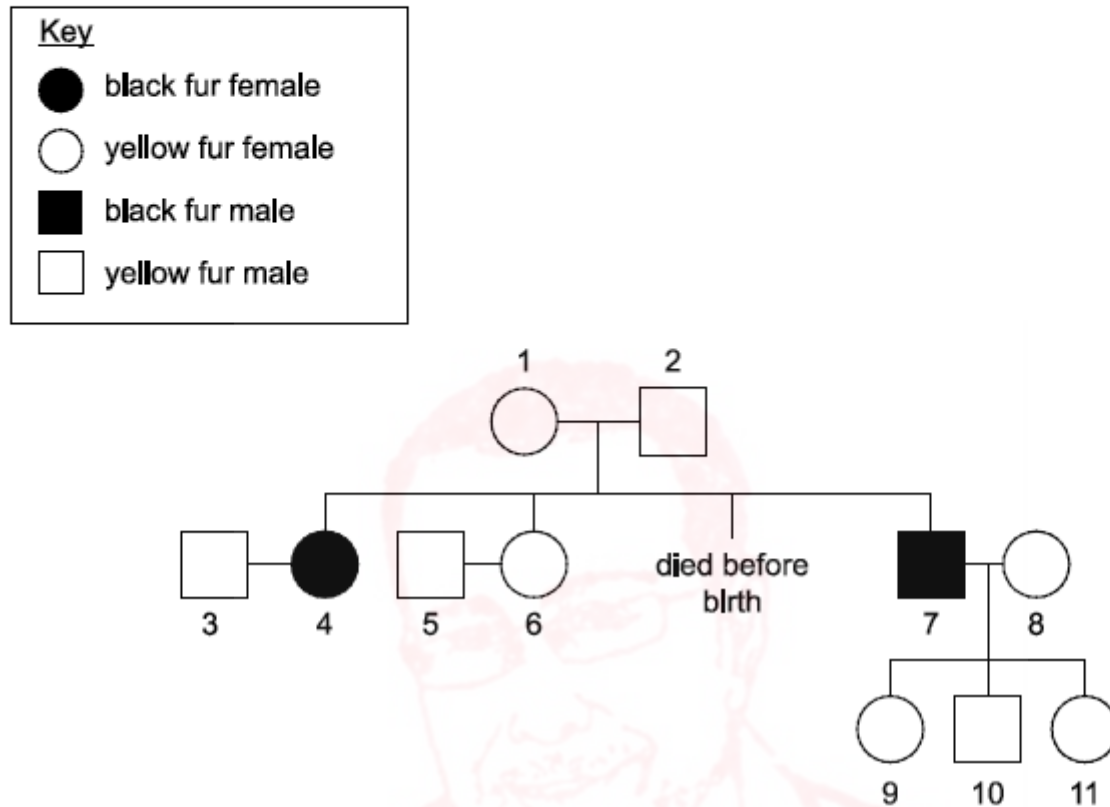 Key
black fur female
yellow fur female
black fur male
yellow fur male
1 2
died before
birth
3 4 5 6 7 8
9 10 11